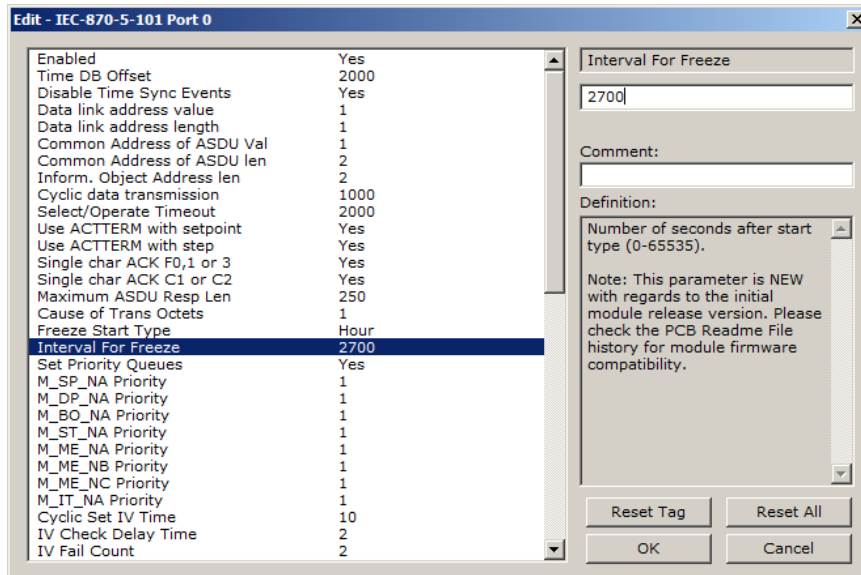 Edit - IEC-870-5-101 Port 0
Enabled Yes
Time DB Offset 2000
Disable Time Sync Events Yes
Data link address value 1
Data link address length 1
Common Address of ASDU Val 1
Common Address of ASDU len 2
Inform. Object Address len 2
Cyclic data transmission 1000
Select/Operate Timeout 2000
Use ACTTERM with setpoint Yes
Use ACTTERM with step Yes
Single char ACK F0,1 or 3 Yes
Single char ACK C1 or C2 Yes
Maximum ASDU Resp Len 250
Cause of Trans Octets 1
Freeze Start Type Hour
Interval For Freeze 2700
Set Priority Queues Yes
M_SP_NA Priority 1
M_DP_NA Priority 1
M_BO_NA Priority 1
M_ST_NA Priority 1
M_ME_NA Priority 1
M_ME_NB Priority 1
M_ME_NC Priority 1
M_IT_NA Priority 1
Cyclic Set IV Time 10
IV Check Delay Time 2
IV Fail Count 2
Interval For Freeze
2700
Comment:
Definition:
Number of seconds after start
type (0-65535).
Note: This parameter is NEW
with regards to the initial
module release version. Please
check the PCB Readme File
history for module firmware
compatibility.
Reset Tag Reset All
OK Cancel